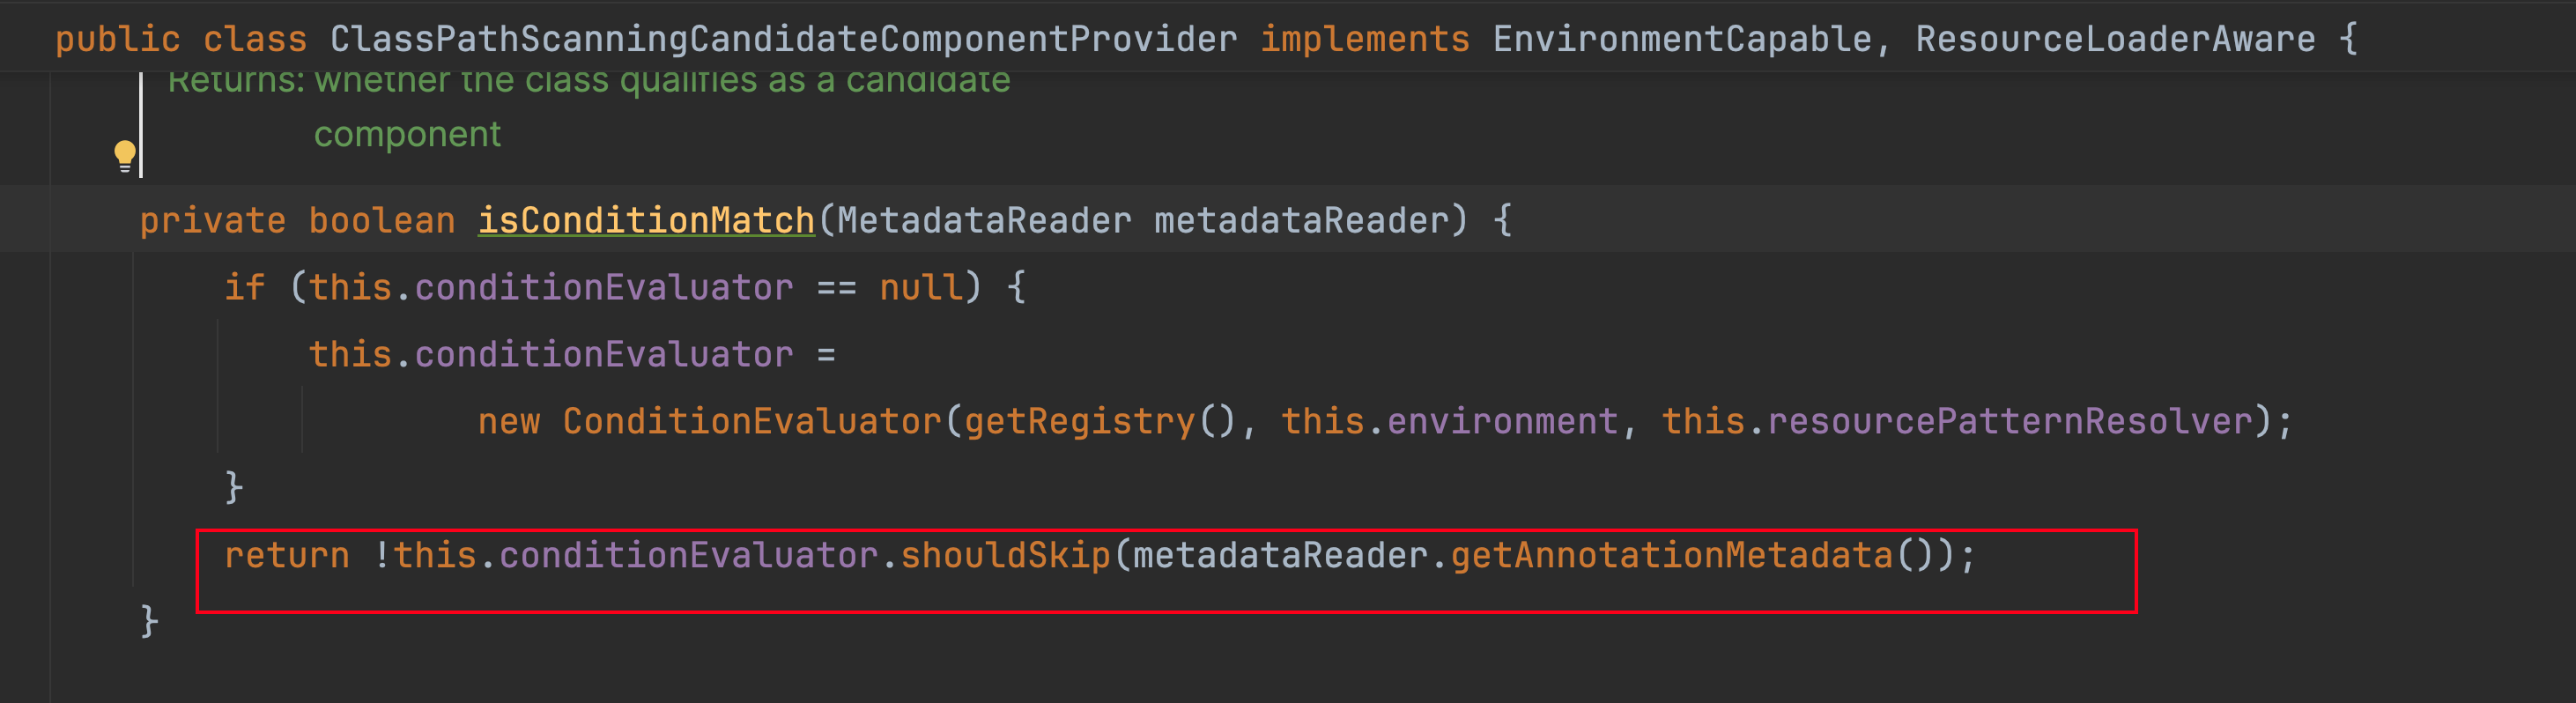 public class ClassPathScanningCandidateComponentProvider implements EnvironmentCapable, ResourceLoaderAware {
Returns: whether the class qualifies as a candidate
component
private boolean isConditionMatch(MetadataReader metadataReader) {
if (this.conditionEvaluator == null) {
this.conditionEvaluator =
new ConditionEvaluator(getRegistry(), this.environment, this.resourcePatternResolver);
}
return !this.conditionEvaluator.shouldSkip(metadataReader.getAnnotationMetadata());
}